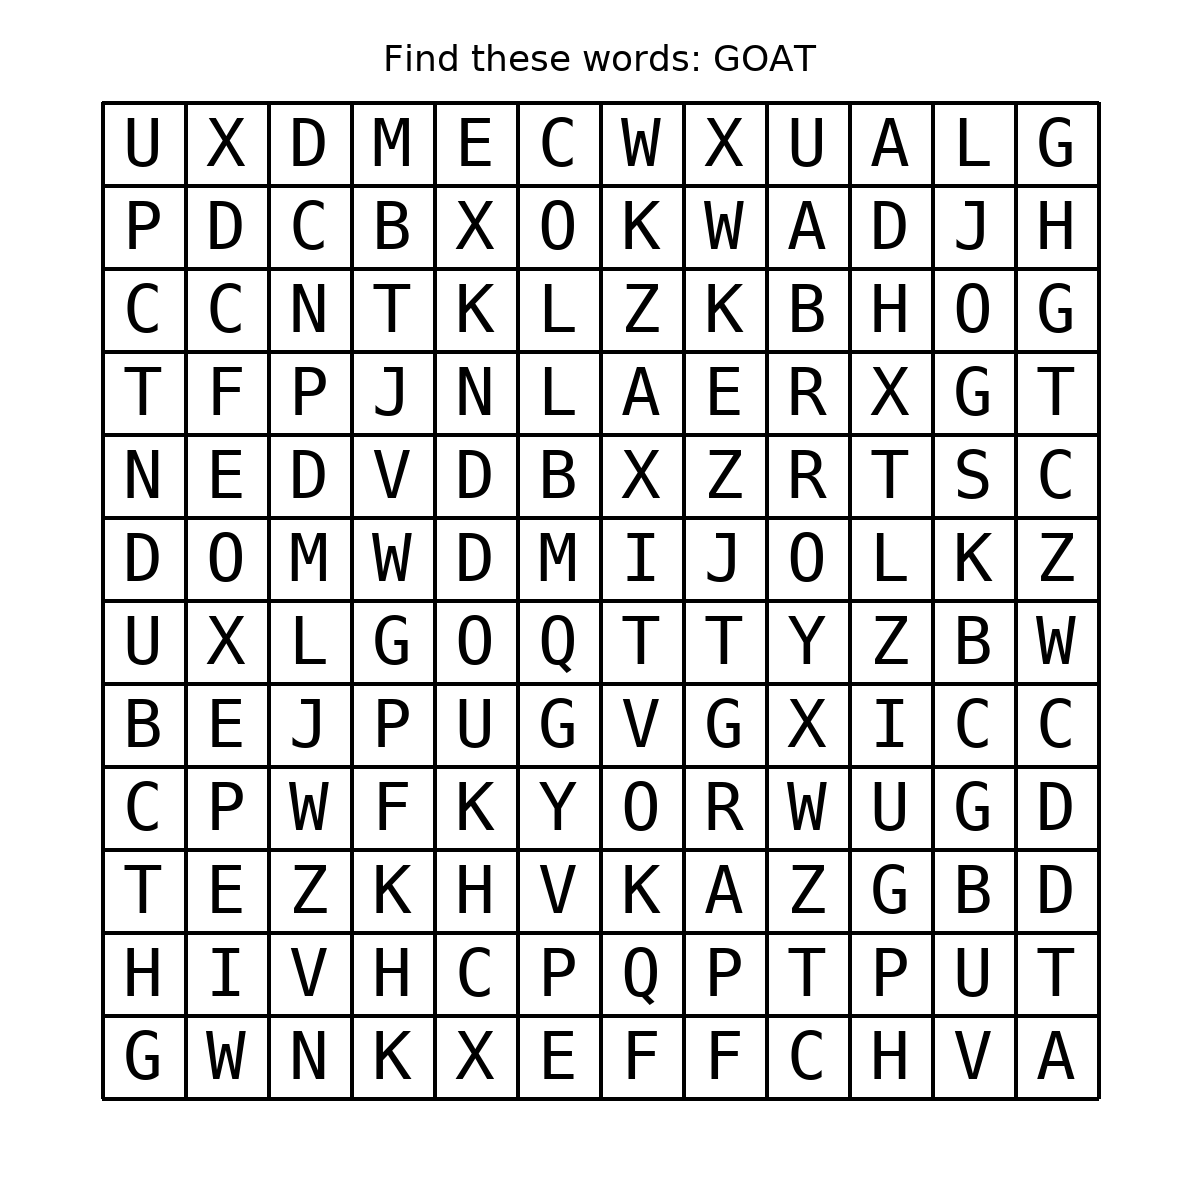 Find these words: GOAT
U X D M E C W X U A L G
P D C B X O K W A D J H
C C N T K L Z K B H O G
T F P J N L A E R X G T
N E D V D B X Z R T S C
D O M W D M I J O L K Z
U X L G O Q T T Y Z B W
B E J P U G V G X I C C
C P W F K Y O R W U G D
T E Z K H V K A Z G B D
H I V H C P Q P T P U T
G W N K X E F F C H V A